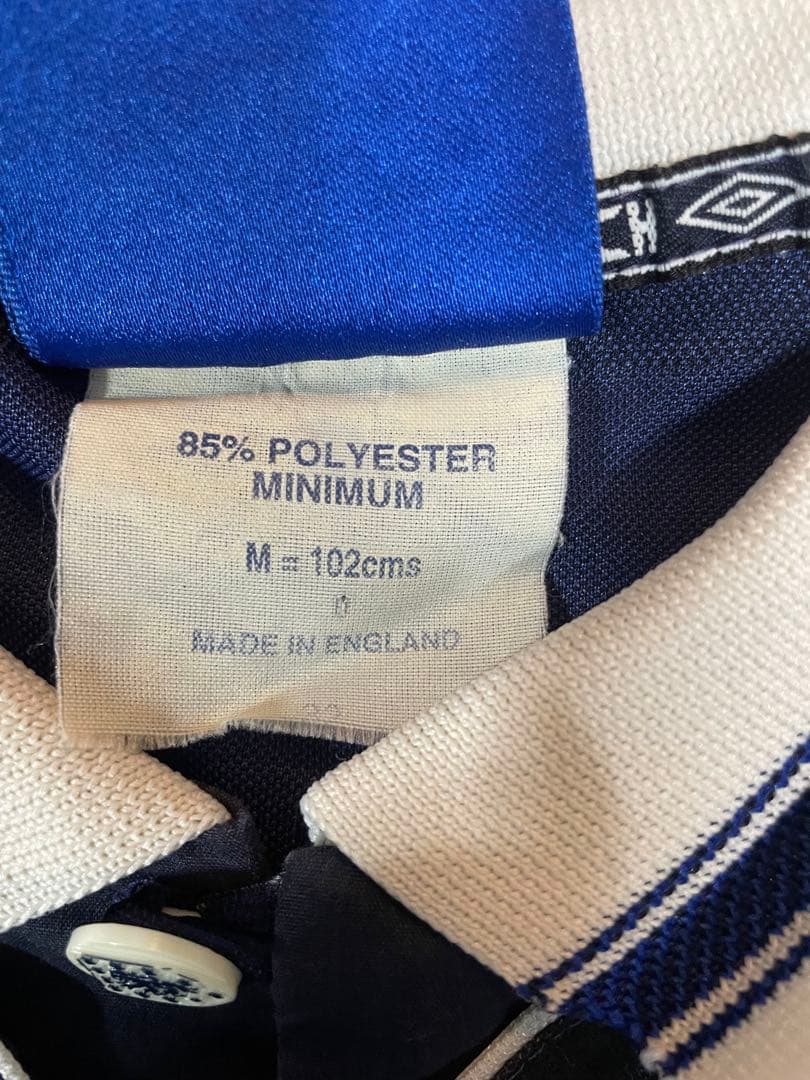 85% POLYESTER
MINIMUM
M = 102cms
MADE IN ENGLAND